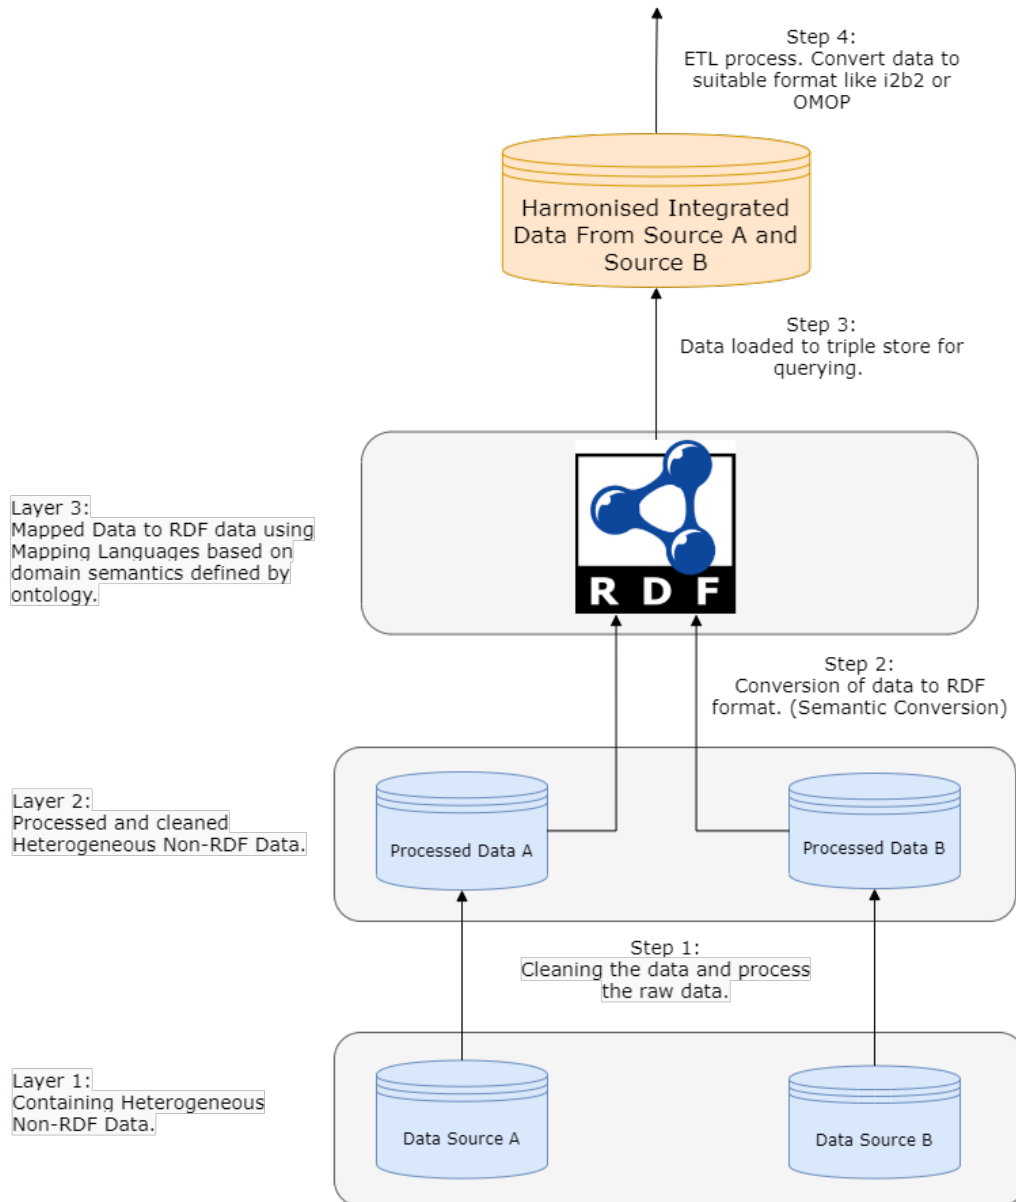 Step 4:
ETL process. Convert data to
suitable format like i2b2 or
OMOP
Harmonised Integrated
Data From Source A and
Source B
Step 3:
Data loaded to triple store for
querying.
Layer 3:
Mapped Data to RDF data using
Mapping Languages based on
domain semantics defined by
ontology.
R D F
Step 2:
Conversion of data to RDF
format. (Semantic Conversion)
Layer 2:
Processed and cleaned
Heterogeneous Non-RDF Data.
Processed Data A
Processed Data B
Step 1:
Cleaning the data and process
the raw data.
Layer 1:
Containing Heterogeneous
Non-RDF Data.
Data Source A
Data Source B